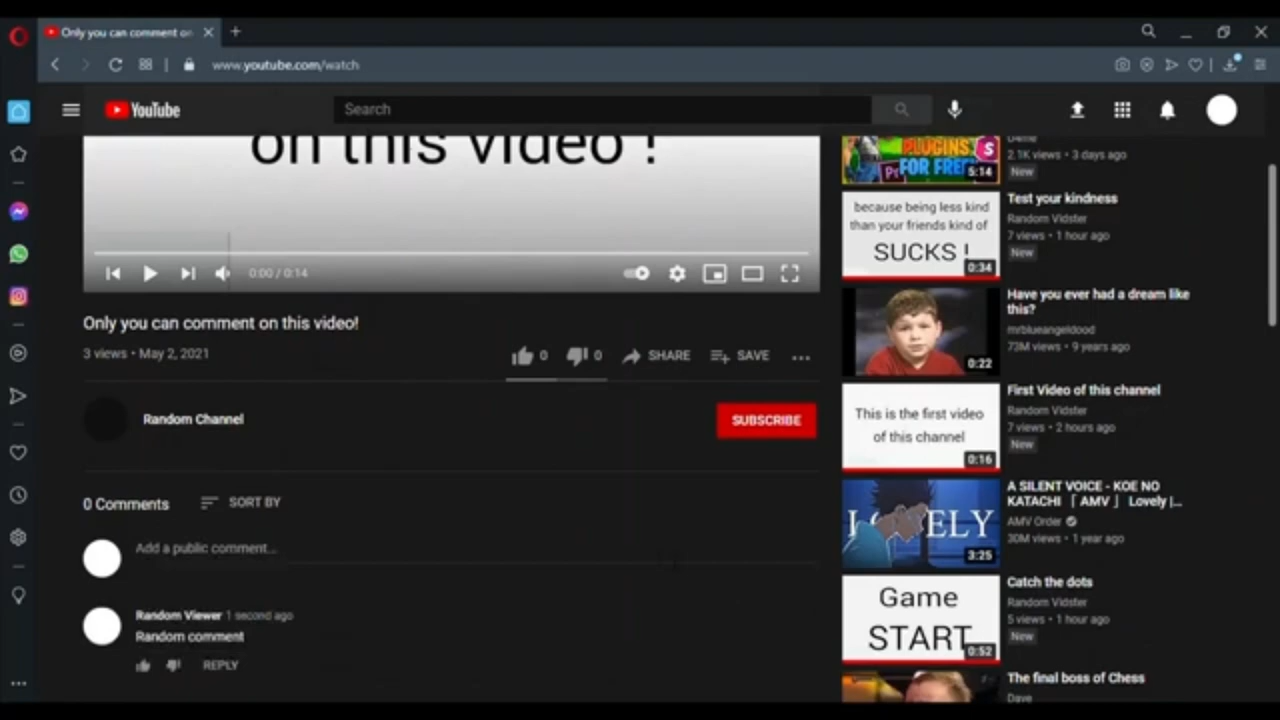 Only you can comment on
www.youtube.com/watch
YouTube
Search
on this video !
0:00 / 0:14
Only you can comment on this video!
3 views • May 2, 2021
0
0
SHARE
SAVE
Random Channel
SUBSCRIBE
0 Comments
SORT BY
Add a public comment...
Random Viewer 1 second ago
Random comment
REPLY
PLUGINS
Pr FOR FREE
S
5:14
2.1K views • 3 days ago
New
because being less kind
than your friends kind of
SUCKS !
0:34
Test your kindness
Random Vidster
7 views • 1 hour ago
New
0:22
Have you ever had a dream like
this?
mrblueangeldood
73M views • 9 years ago
This is the first video
of this channel
0:16
First Video of this channel
Random Vidster
7 views • 2 hours ago
New
LOVELY
3:25
A SILENT VOICE - KOE NO
KATACHI 「 AMV 」 Lovely |...
AMV Order
30M views • 1 year ago
Game
START
0:52
Catch the dots
Random Vidster
5 views • 1 hour ago
New
The final boss of Chess
Dave